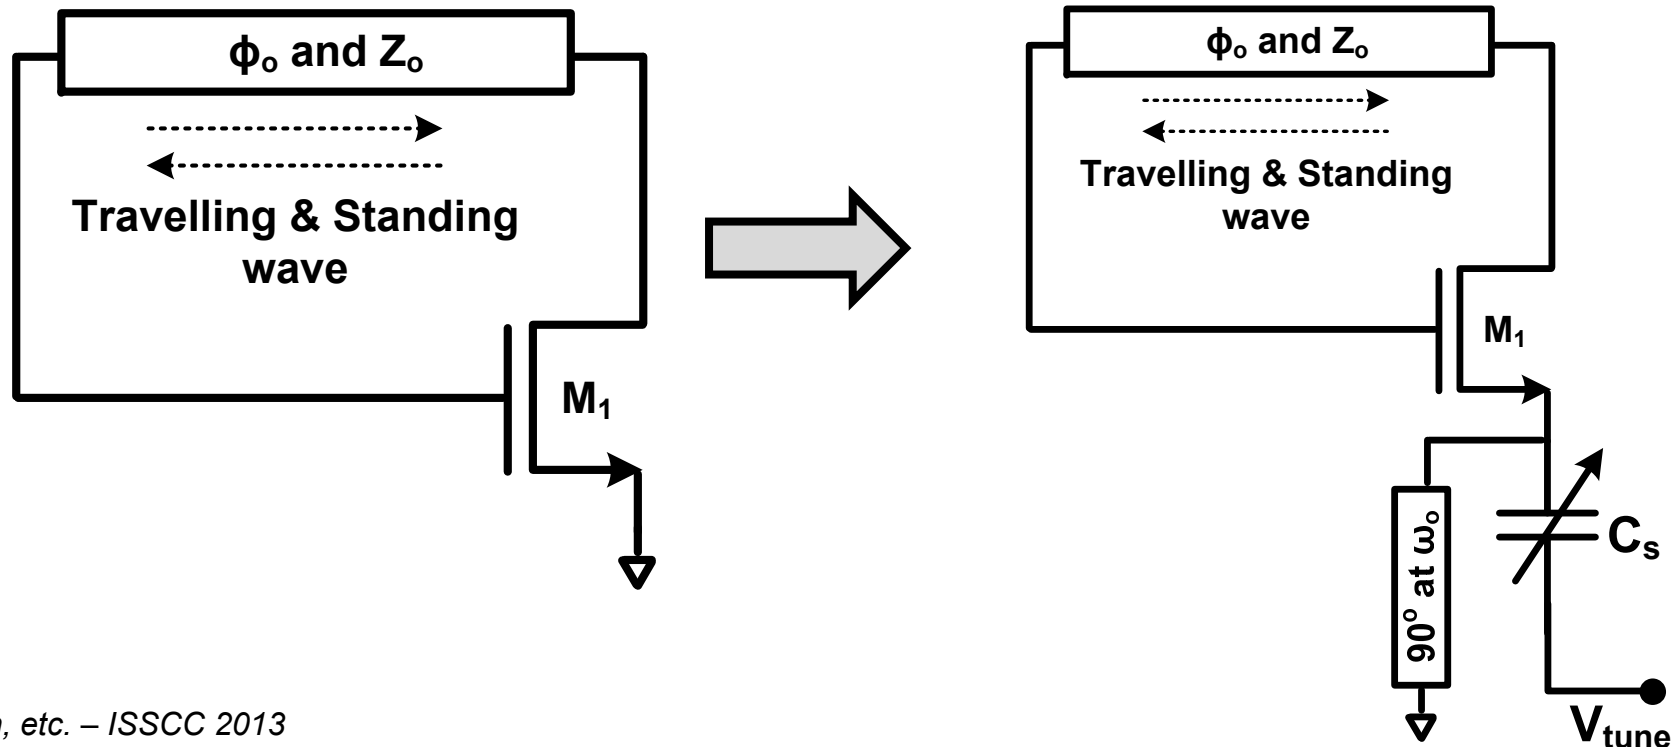 ϕₒ and Zₒ
Travelling & Standing
wave
M₁
ϕₒ and Zₒ
Travelling & Standing
wave
M₁
90° at ωₒ
Cₛ
V_tune
, etc. – ISSCC 2013